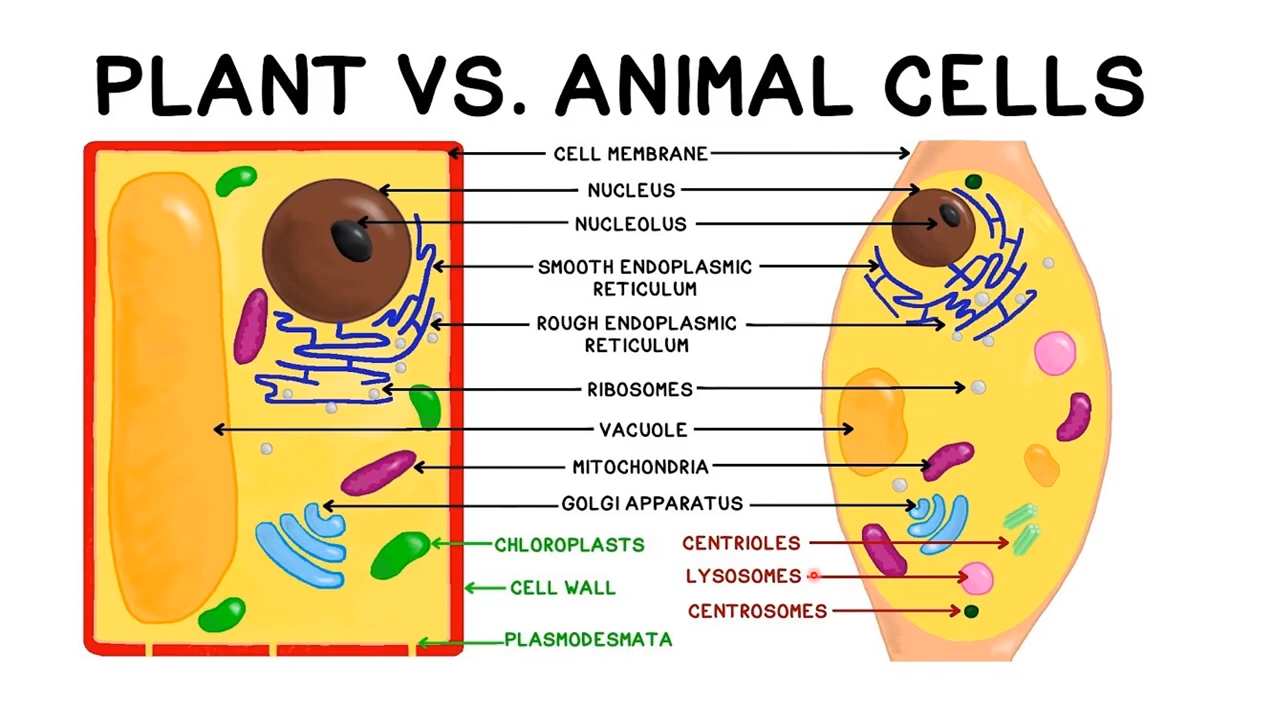 PLANT VS. ANIMAL CELLS
CELL MEMBRANE
NUCLEUS
NUCLEOLUS
SMOOTH ENDOPLASMIC
RETICULUM
ROUGH ENDOPLASMIC
RETICULUM
RIBOSOMES
VACUOLE
MITOCHONDRIA
GOLGI APPARATUS
CHLOROPLASTS
CELL WALL
PLASMODESMATA
CENTRIOLES
LYSOSOMES
CENTROSOMES